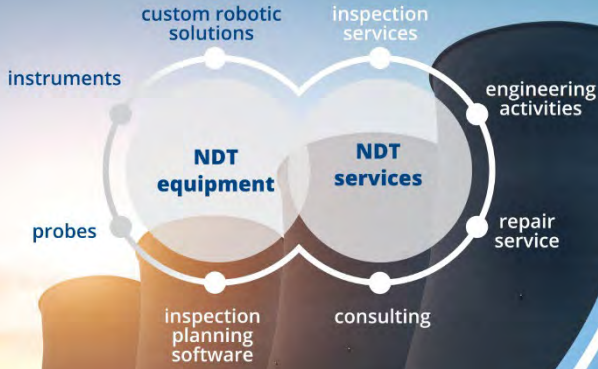 custom robotic
solutions
inspection
services
instruments
engineering
activities
NDT
equipment
NDT
services
probes
repair
service
inspection
planning
software
consulting